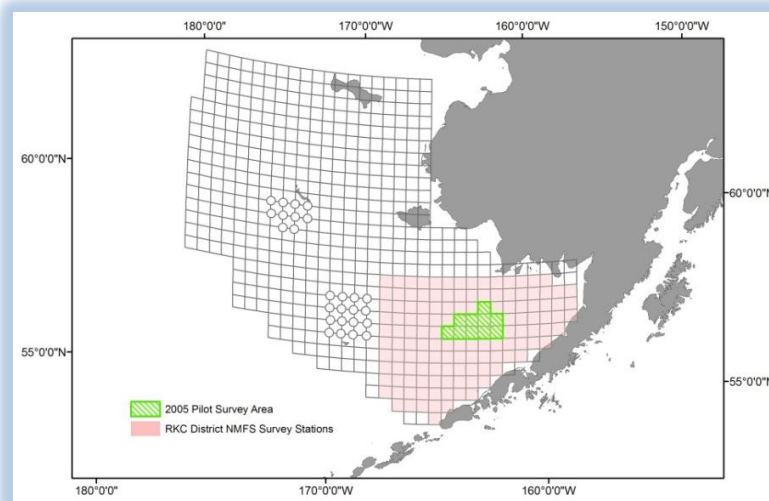 180°0'0"W 170°0'0"W 160°0'0"W 150°0'0"W
60°0'0"N 60°0'0"N
55°0'0"N 55°0'0"N
2005 Pilot Survey Area
RKC District NMFS Survey Stations
180°0'0"W 170°0'0"W 160°0'0"W